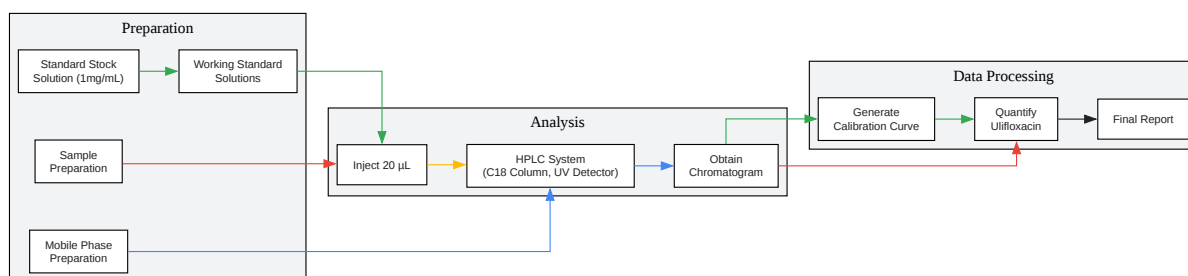 Preparation
Standard Stock
Solution (1mg/mL)
Working Standard
Solutions
Sample
Preparation
Mobile Phase
Preparation
Analysis
Inject 20 µL
HPLC System
(C18 Column, UV Detector)
Obtain
Chromatogram
Data Processing
Generate
Calibration Curve
Quantify
Ulifloxacin
Final Report